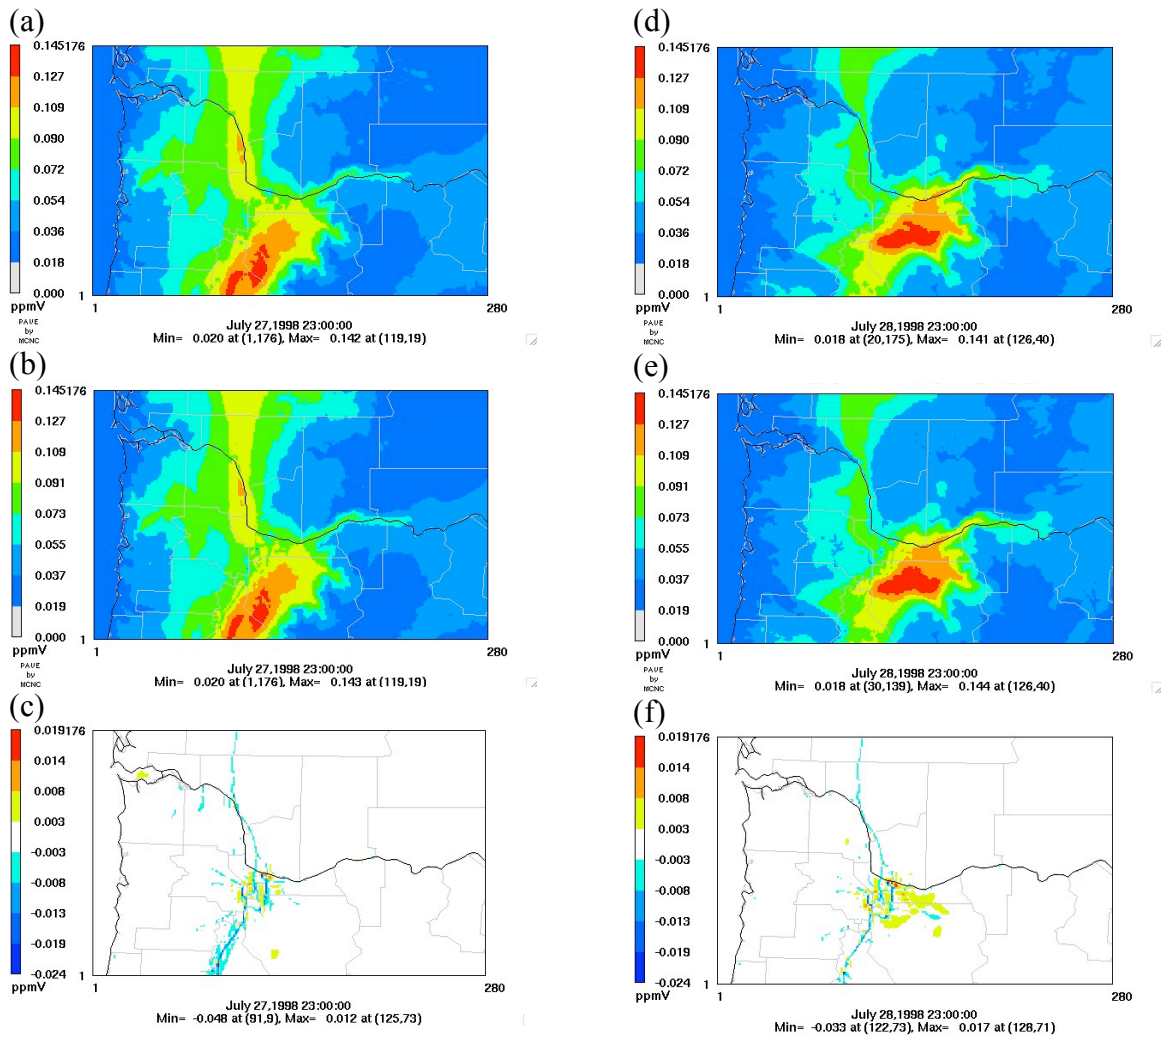 (a)
0.145176
0.127
0.109
0.090
0.072
0.054
0.036
0.018
0.000
ppmV
PAVE
by
MCNC
1
1
280
July 27,1998 23:00:00
Min= 0.020 at (1,176), Max= 0.142 at (119,19)
(d)
0.145176
0.127
0.109
0.090
0.072
0.054
0.036
0.018
0.000
ppmV
PAVE
by
MCNC
1
1
280
July 28,1998 23:00:00
Min= 0.018 at (20,175), Max= 0.141 at (126,40)
(b)
0.145176
0.127
0.109
0.091
0.073
0.055
0.037
0.019
0.000
ppmV
PAVE
by
MCNC
1
1
280
July 27,1998 23:00:00
Min= 0.020 at (1,176), Max= 0.143 at (119,19)
(e)
0.145176
0.127
0.109
0.091
0.073
0.055
0.037
0.019
0.000
ppmV
PAVE
by
MCNC
1
1
280
July 28,1998 23:00:00
Min= 0.018 at (30,139), Max= 0.144 at (126,40)
(c)
0.019176
0.014
0.008
0.003
-0.003
-0.008
-0.013
-0.019
-0.024
ppmV
1
1
280
July 27,1998 23:00:00
Min= -0.048 at (91,9), Max= 0.012 at (125,73)
(f)
0.019176
0.014
0.008
0.003
-0.003
-0.008
-0.013
-0.019
-0.024
ppmV
1
1
280
July 28,1998 23:00:00
Min= -0.033 at (122,73), Max= 0.017 at (128,71)